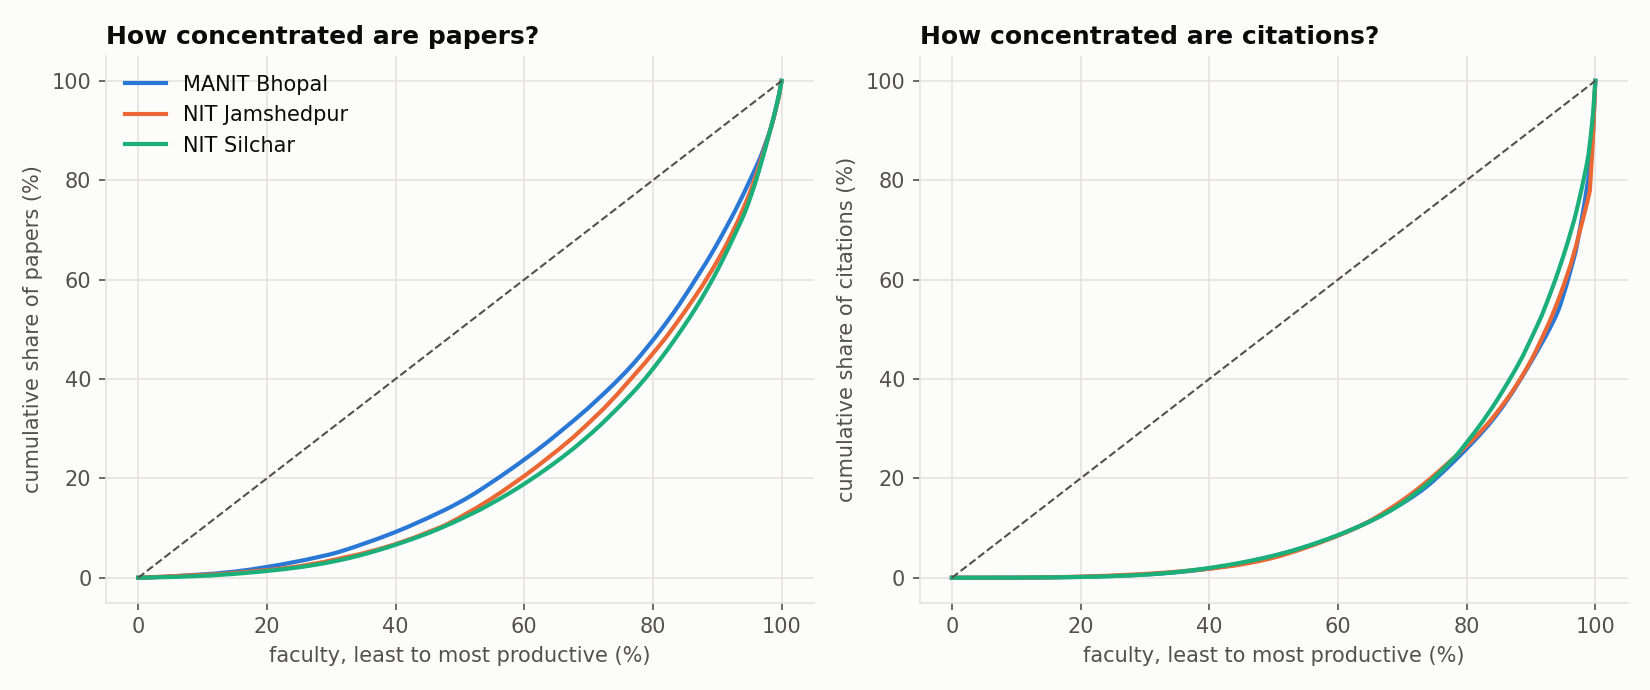 How concentrated are papers?
MANIT Bhopal
NIT Jamshedpur
NIT Silchar
100
80
60
40
20
0
cumulative share of papers (%)
0 20 40 60 80 100
faculty, least to most productive (%)
How concentrated are citations?
100
80
60
40
20
0
cumulative share of citations (%)
0 20 40 60 80 100
faculty, least to most productive (%)